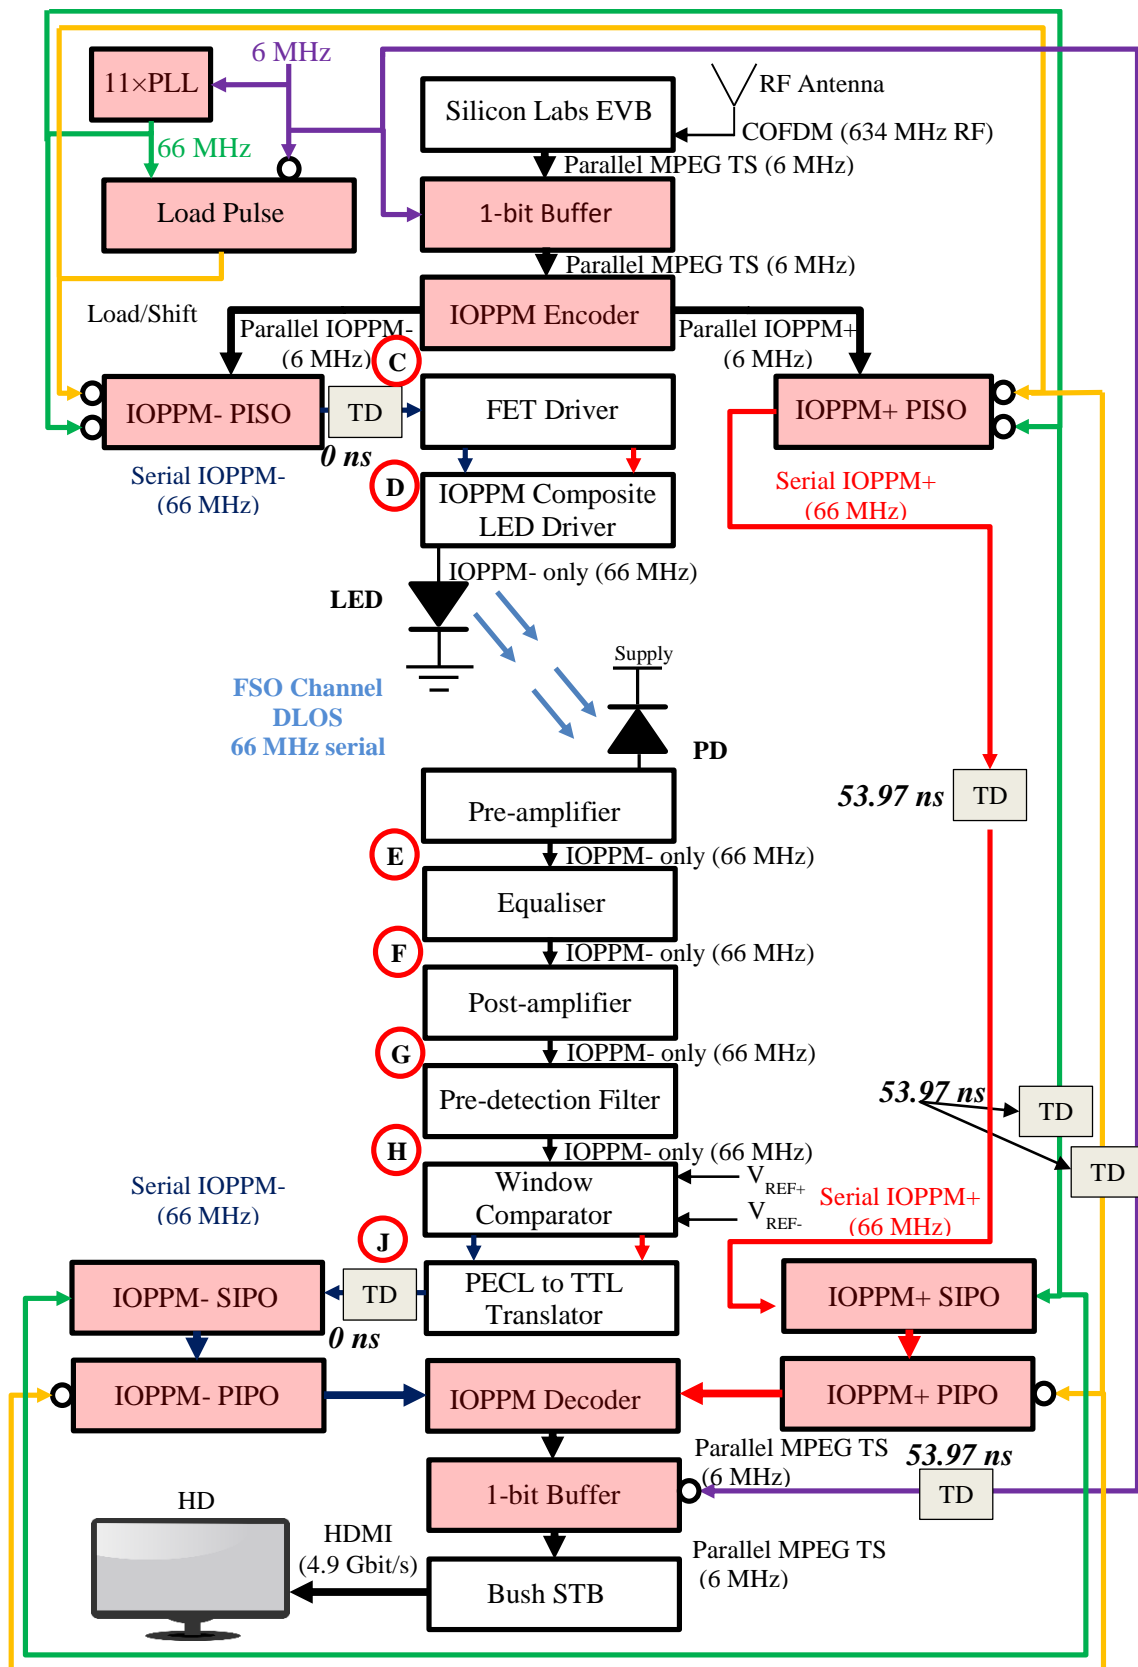 6 MHz
11×PLL
RF Antenna
Silicon Labs EVB
COFDM (634 MHz RF)
66 MHz
Parallel MPEG TS (6 MHz)
Load Pulse
1-bit Buffer
Parallel MPEG TS (6 MHz)
Load/Shift
IOPPM Encoder
Parallel IOPPM-
(6 MHz)
Parallel IOPPM+
(6 MHz)
C
IOPPM- PISO
TD
FET Driver
IOPPM+ PISO
0 ns
Serial IOPPM-
(66 MHz)
D
IOPPM Composite
LED Driver
Serial IOPPM+
(66 MHz)
IOPPM- only (66 MHz)
LED
Supply
FSO Channel
DLOS
66 MHz serial
PD
53.97 ns
TD
Pre-amplifier
E
IOPPM- only (66 MHz)
Equaliser
F
IOPPM- only (66 MHz)
Post-amplifier
G
IOPPM- only (66 MHz)
53.97 ns
TD
Pre-detection Filter
H
IOPPM- only (66 MHz)
TD
Serial IOPPM-
(66 MHz)
Window
Comparator
VREF+
VREF-
Serial IOPPM+
(66 MHz)
J
IOPPM- SIPO
TD
PECL to TTL
Translator
IOPPM+ SIPO
0 ns
IOPPM- PIPO
IOPPM Decoder
IOPPM+ PIPO
Parallel MPEG TS
(6 MHz)
53.97 ns
1-bit Buffer
TD
HD
HDMI
(4.9 Gbit/s)
Parallel MPEG TS
(6 MHz)
Bush STB